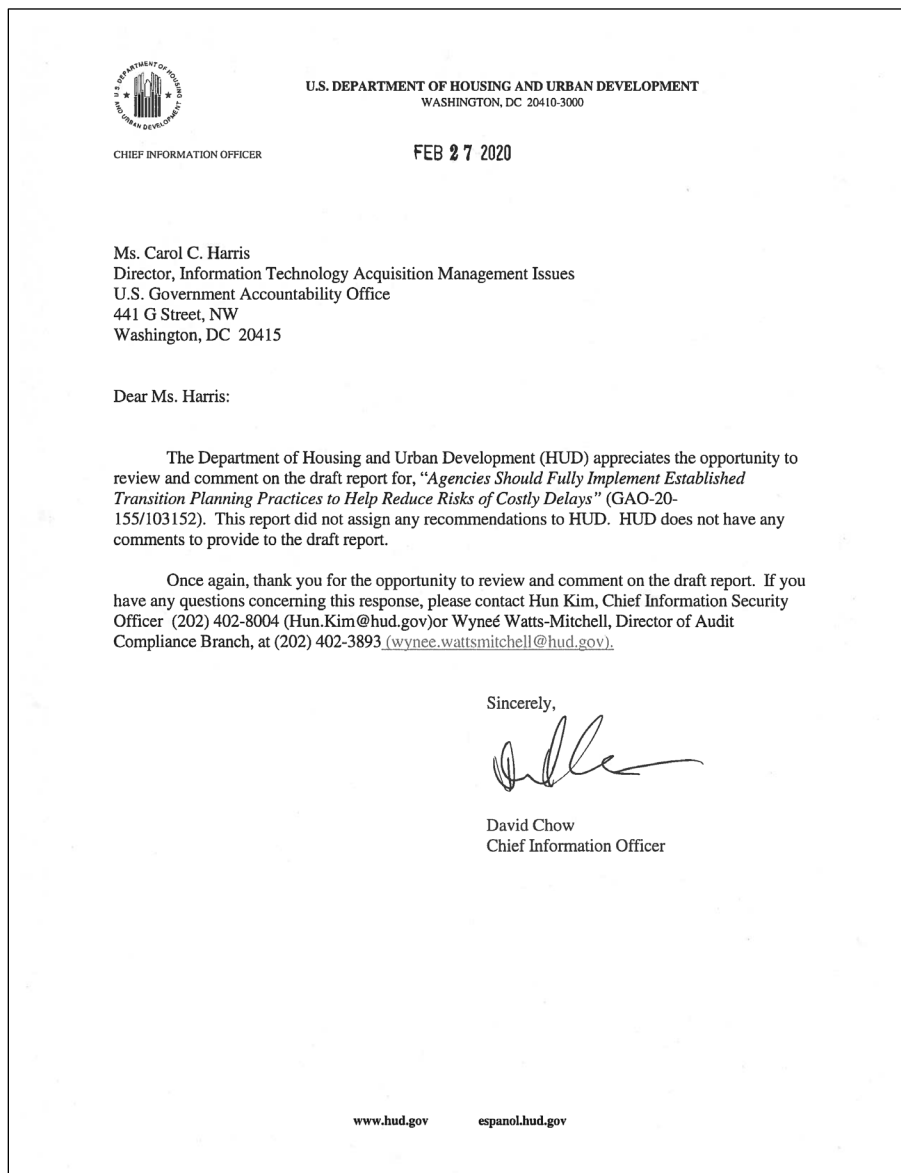 U.S. DEPARTMENT OF HOUSING
AND URBAN DEVELOPMENT
U.S. DEPARTMENT OF HOUSING AND URBAN DEVELOPMENT
WASHINGTON, DC 20410-3000
CHIEF INFORMATION OFFICER
FEB 27 2020
Ms. Carol C. Harris
Director, Information Technology Acquisition Management Issues
U.S. Government Accountability Office
441 G Street, NW
Washington, DC 20415
Dear Ms. Harris:
The Department of Housing and Urban Development (HUD) appreciates the opportunity to
review and comment on the draft report for, "Agencies Should Fully Implement Established
Transition Planning Practices to Help Reduce Risks of Costly Delays" (GAO-20-
155/103152). This report did not assign any recommendations to HUD. HUD does not have any
comments to provide to the draft report.
Once again, thank you for the opportunity to review and comment on the draft report. If you
have any questions concerning this response, please contact Hun Kim, Chief Information Security
Officer (202) 402-8004 (Hun.Kim@hud.gov)or Wyneé Watts-Mitchell, Director of Audit
Compliance Branch, at (202) 402-3893 (wynee.wattsmitchell@hud.gov).
Sincerely,
David Chow
Chief Information Officer
www.hud.gov espanol.hud.gov